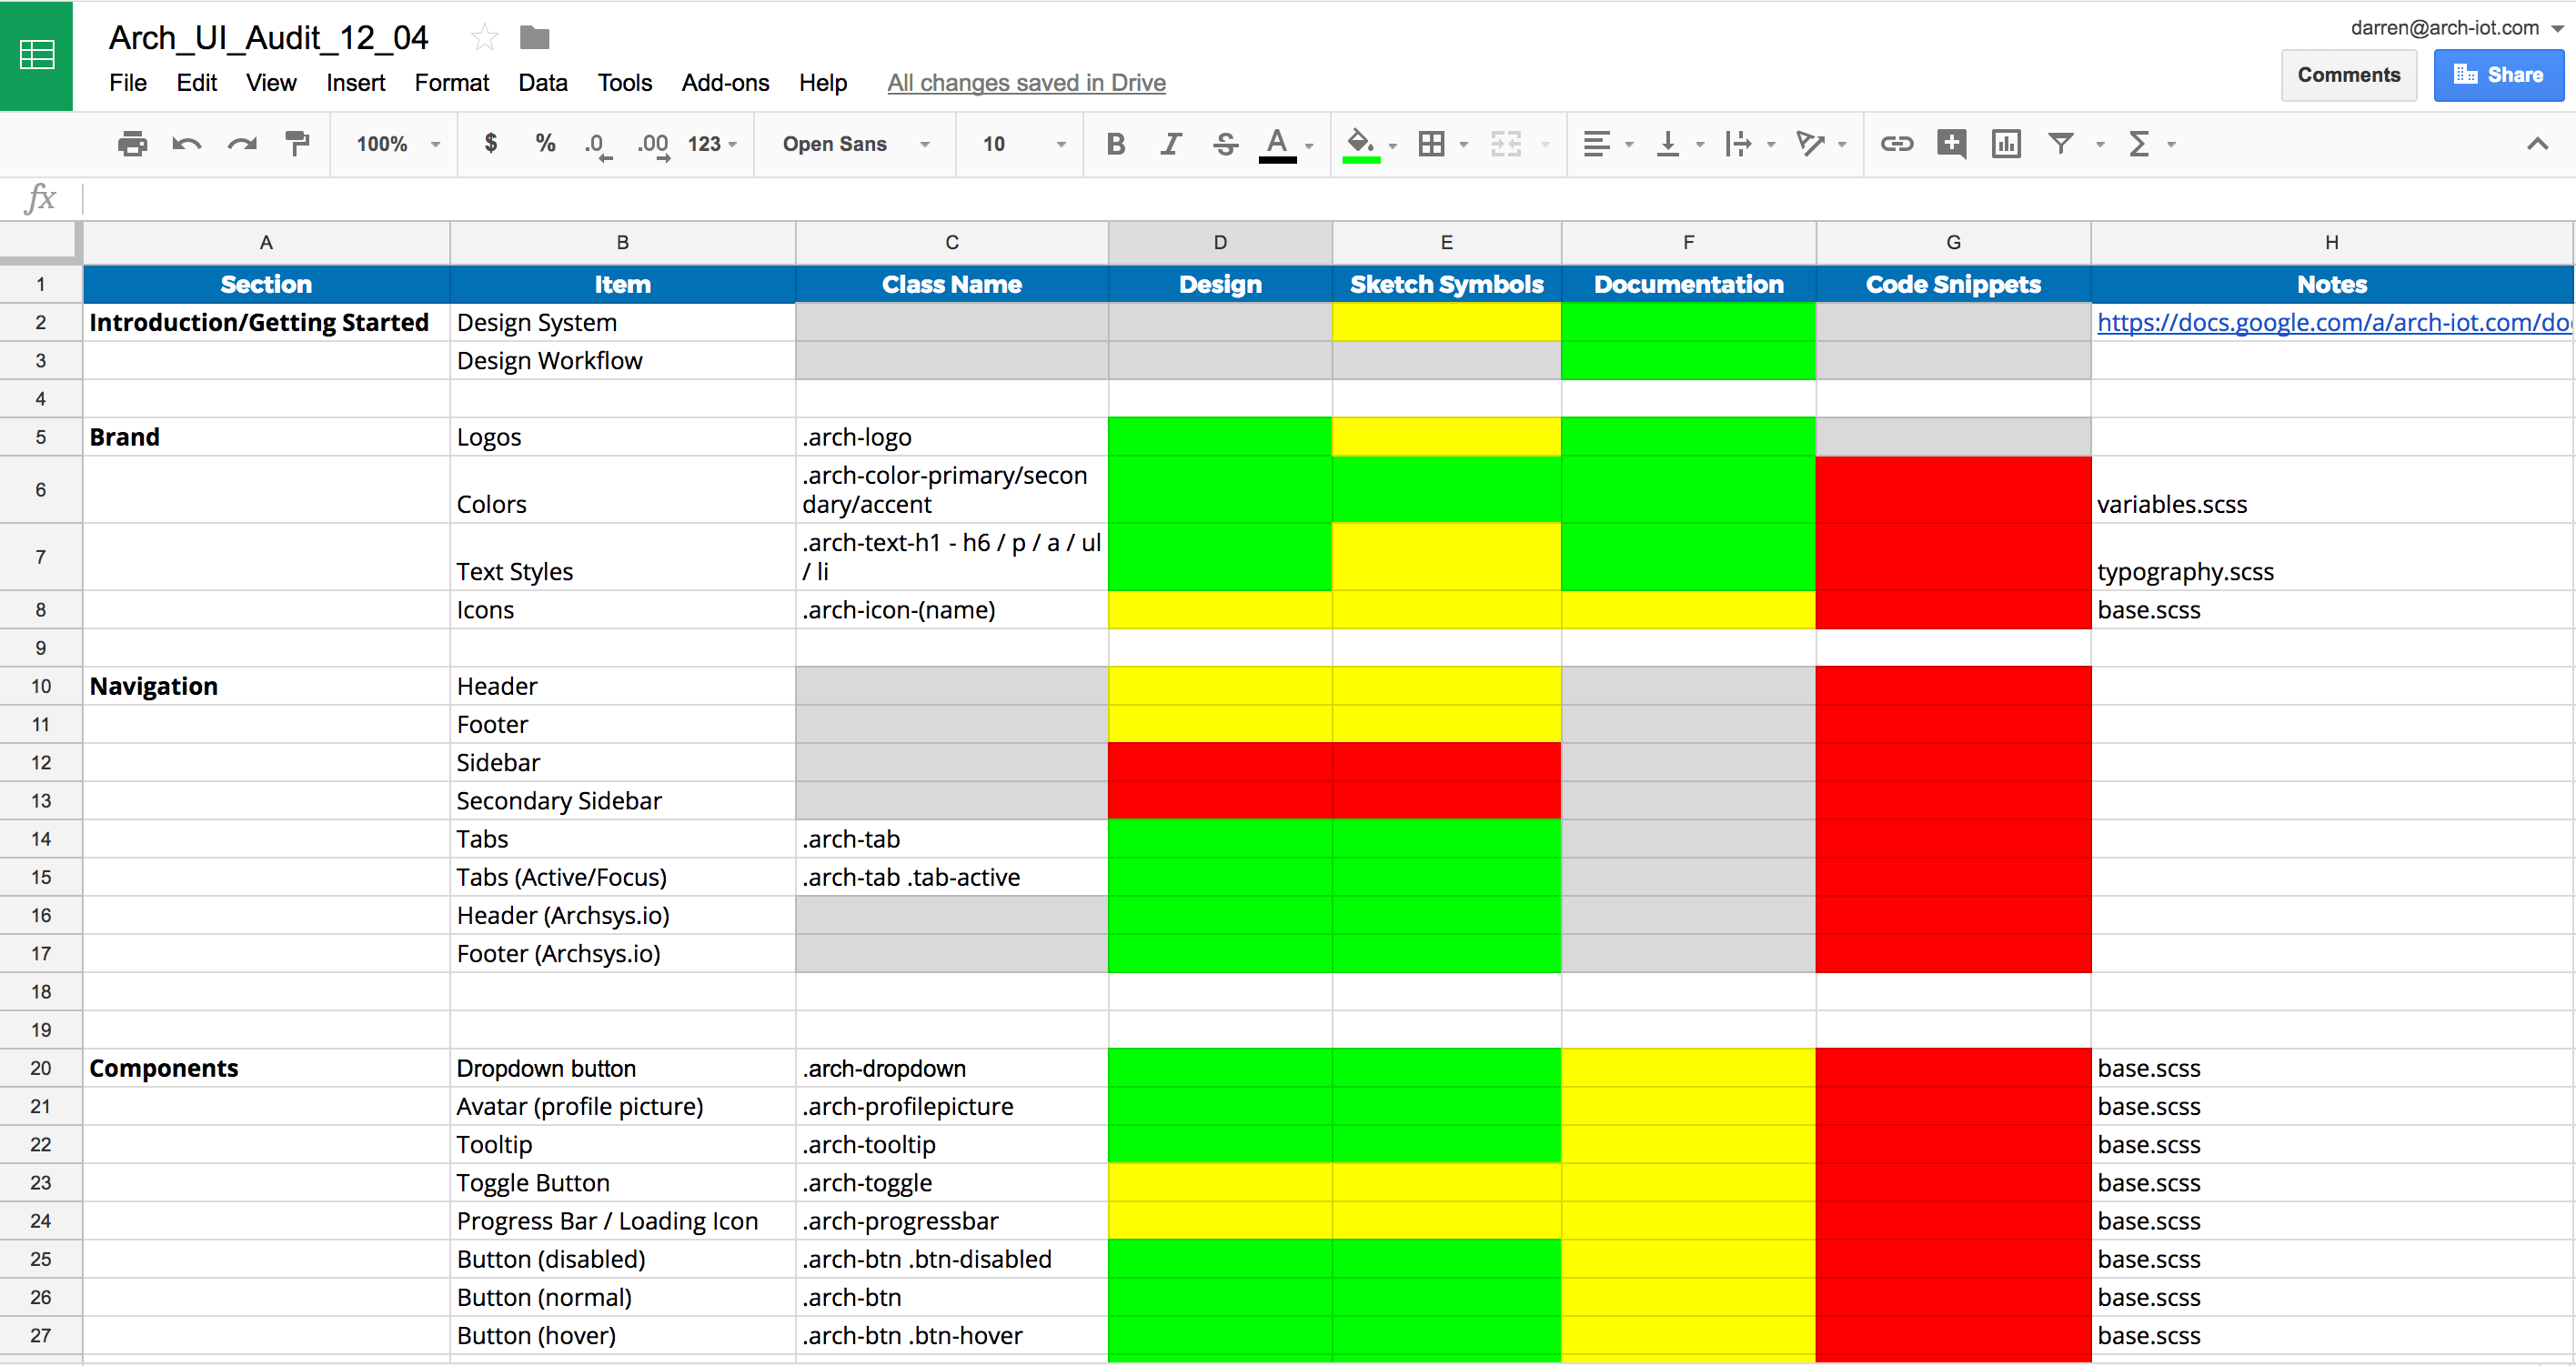 Arch_UI_Audit_12_04
darren@arch-iot.com
File Edit View Insert Format Data Tools Add-ons Help All changes saved in Drive
Comments Share
100% $ % .0 .00 123 Open Sans 10 B I S A
fx
A B C D E F G H
1 Section Item Class Name Design Sketch Symbols Documentation Code Snippets Notes
2 Introduction/Getting Started Design System https://docs.google.com/a/arch-iot.com/do
3 Design Workflow
4
5 Brand Logos .arch-logo
6 Colors .arch-color-primary/secon
dary/accent variables.scss
7 Text Styles .arch-text-h1 - h6 / p / a / ul
/ li typography.scss
8 Icons .arch-icon-(name) base.scss
9
10 Navigation Header
11 Footer
12 Sidebar
13 Secondary Sidebar
14 Tabs .arch-tab
15 Tabs (Active/Focus) .arch-tab .tab-active
16 Header (Archsys.io)
17 Footer (Archsys.io)
18
19
20 Components Dropdown button .arch-dropdown base.scss
21 Avatar (profile picture) .arch-profilepicture base.scss
22 Tooltip .arch-tooltip base.scss
23 Toggle Button .arch-toggle base.scss
24 Progress Bar / Loading Icon .arch-progressbar base.scss
25 Button (disabled) .arch-btn .btn-disabled base.scss
26 Button (normal) .arch-btn base.scss
27 Button (hover) .arch-btn .btn-hover base.scss